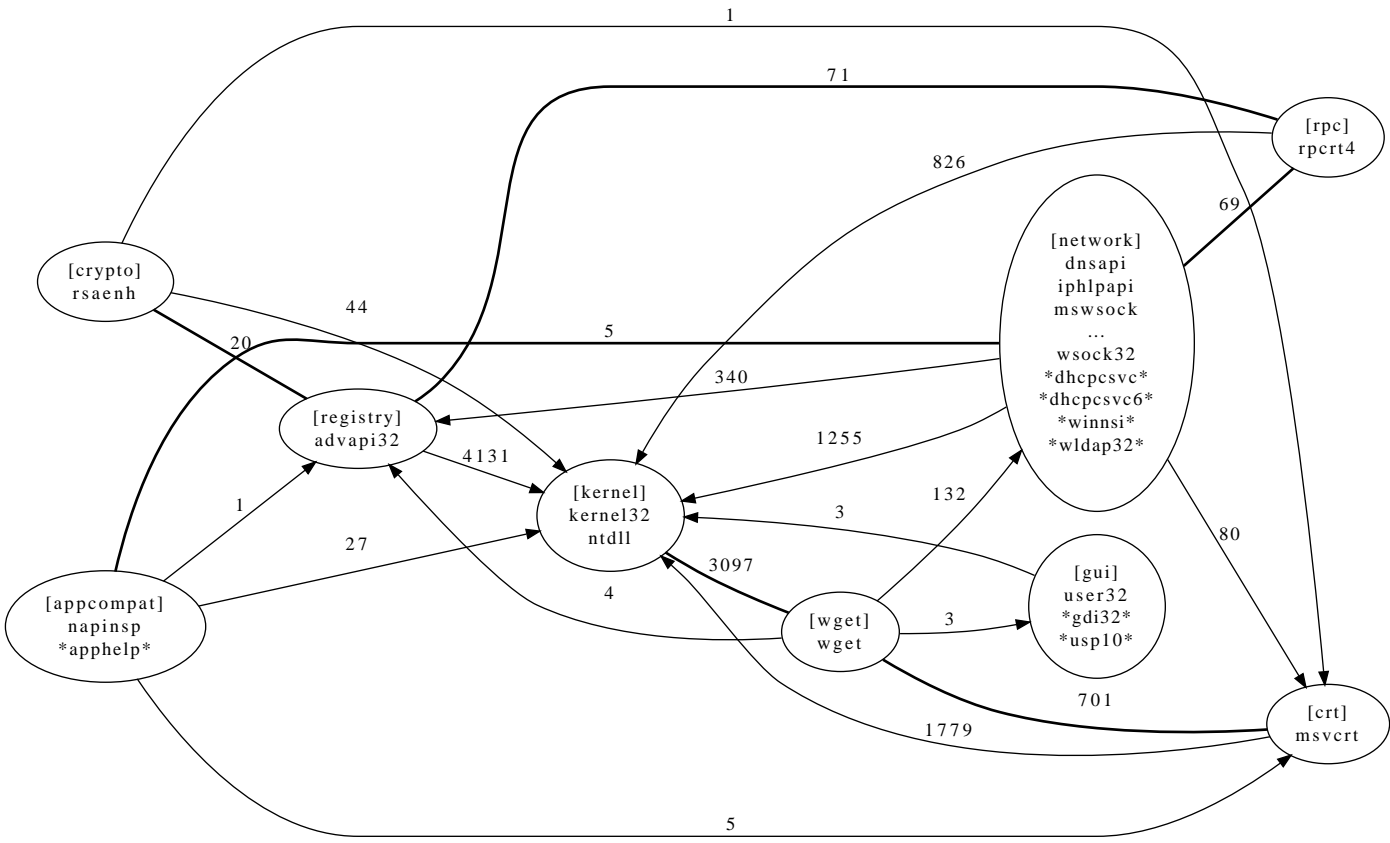 1
71
[rpc]
rpcrt4
826
69
[network]
dnsapi
iphlpapi
mswsock
...
wsock32
*dhcpcsvc*
*dhcpcsvc6*
*winnsi*
*wldap32*
[crypto]
rsaenh
44
20
5
340
[registry]
advapi32
4131
1255
[kernel]
kernel32
ntdll
132
3
1
27
3097
80
[appcompat]
napinsp
*apphelp*
4
[wget]
wget
3
[gui]
user32
*gdi32*
*usp10*
701
1779
[crt]
msvcrt
5